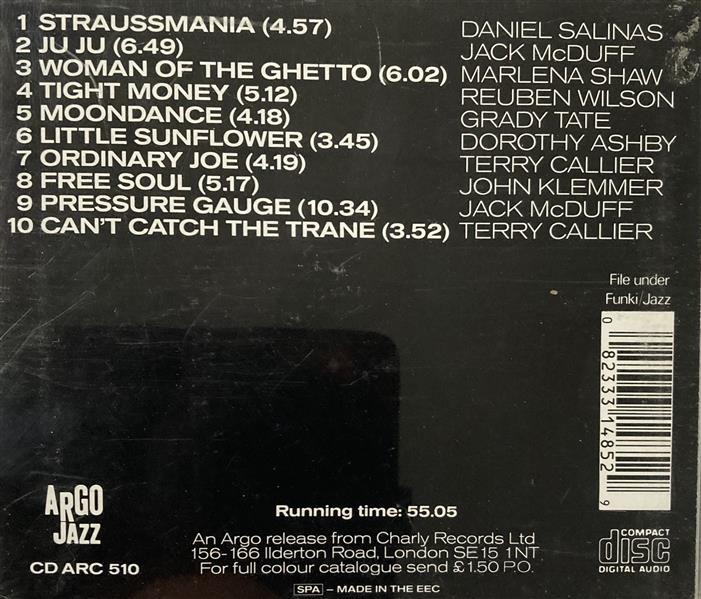 1 STRAUSSMANIA (4.57) DANIEL SALINAS
2 JU JU (6.49) JACK McDUFF
3 WOMAN OF THE GHETTO (6.02) MARLENA SHAW
4 TIGHT MONEY (5.12) REUBEN WILSON
5 MOONDANCE (4.18) GRADY TATE
6 LITTLE SUNFLOWER (3.45) DOROTHY ASHBY
7 ORDINARY JOE (4.19) TERRY CALLIER
8 FREE SOUL (5.17) JOHN KLEMMER
9 PRESSURE GAUGE (10.34) JACK McDUFF
10 CAN'T CATCH THE TRANE (3.52) TERRY CALLIER
File under
Funki/Jazz
0 82333 14852 9
ARGO
JAZZ
CD ARC 510
Running time: 55.05
An Argo release from Charly Records Ltd
156-166 Ilderton Road, London SE15 1NT
For full colour catalogue send £1.50 P.O.
SPA – MADE IN THE EEC
COMPACT
disc
DIGITAL AUDIO